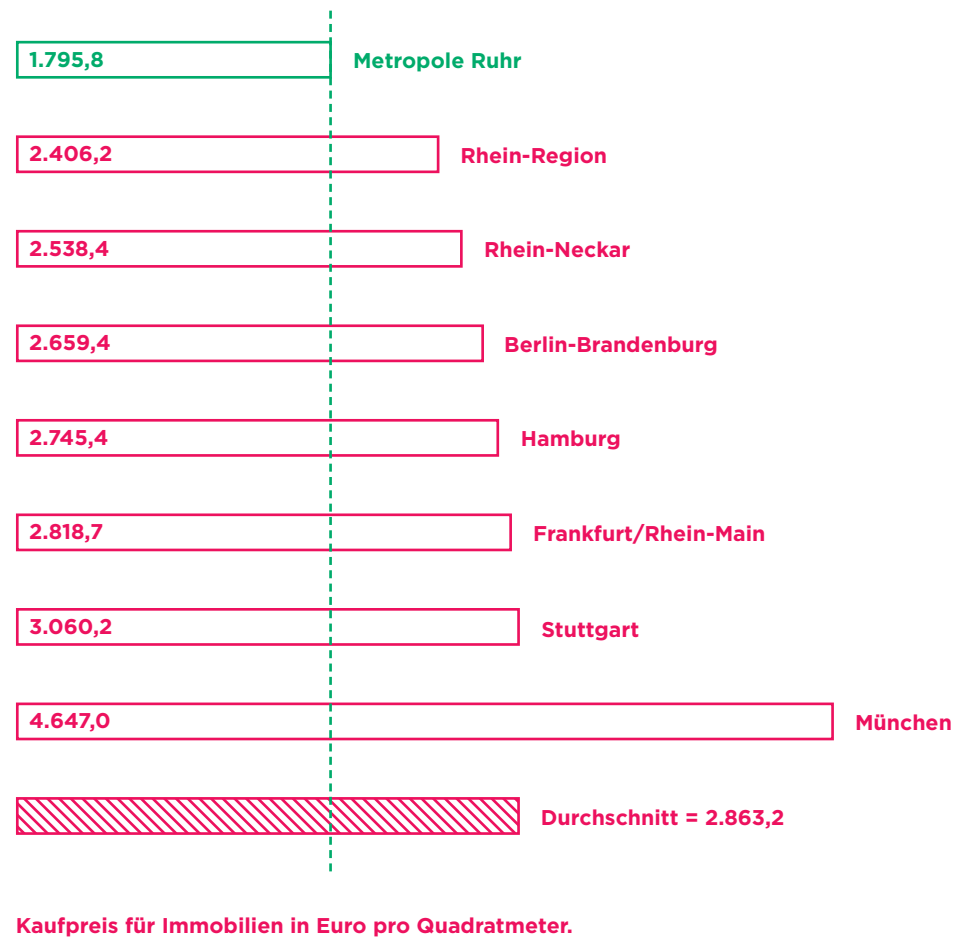 1.795,8 Metropole Ruhr
2.406,2 Rhein-Region
2.538,4 Rhein-Neckar
2.659,4 Berlin-Brandenburg
2.745,4 Hamburg
2.818,7 Frankfurt/Rhein-Main
3.060,2 Stuttgart
4.647,0 München
Durchschnitt = 2.863,2
Kaufpreis für Immobilien in Euro pro Quadratmeter.